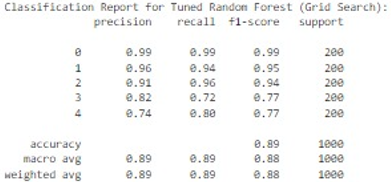 Classification Report for Tuned Random Forest (Grid Search):
precision recall f1-score support
0 0.99 0.99 0.99 200
1 0.96 0.94 0.95 200
2 0.91 0.96 0.94 200
3 0.82 0.72 0.77 200
4 0.74 0.80 0.77 200
accuracy 0.89 1000
macro avg 0.89 0.89 0.88 1000
weighted avg 0.89 0.89 0.88 1000